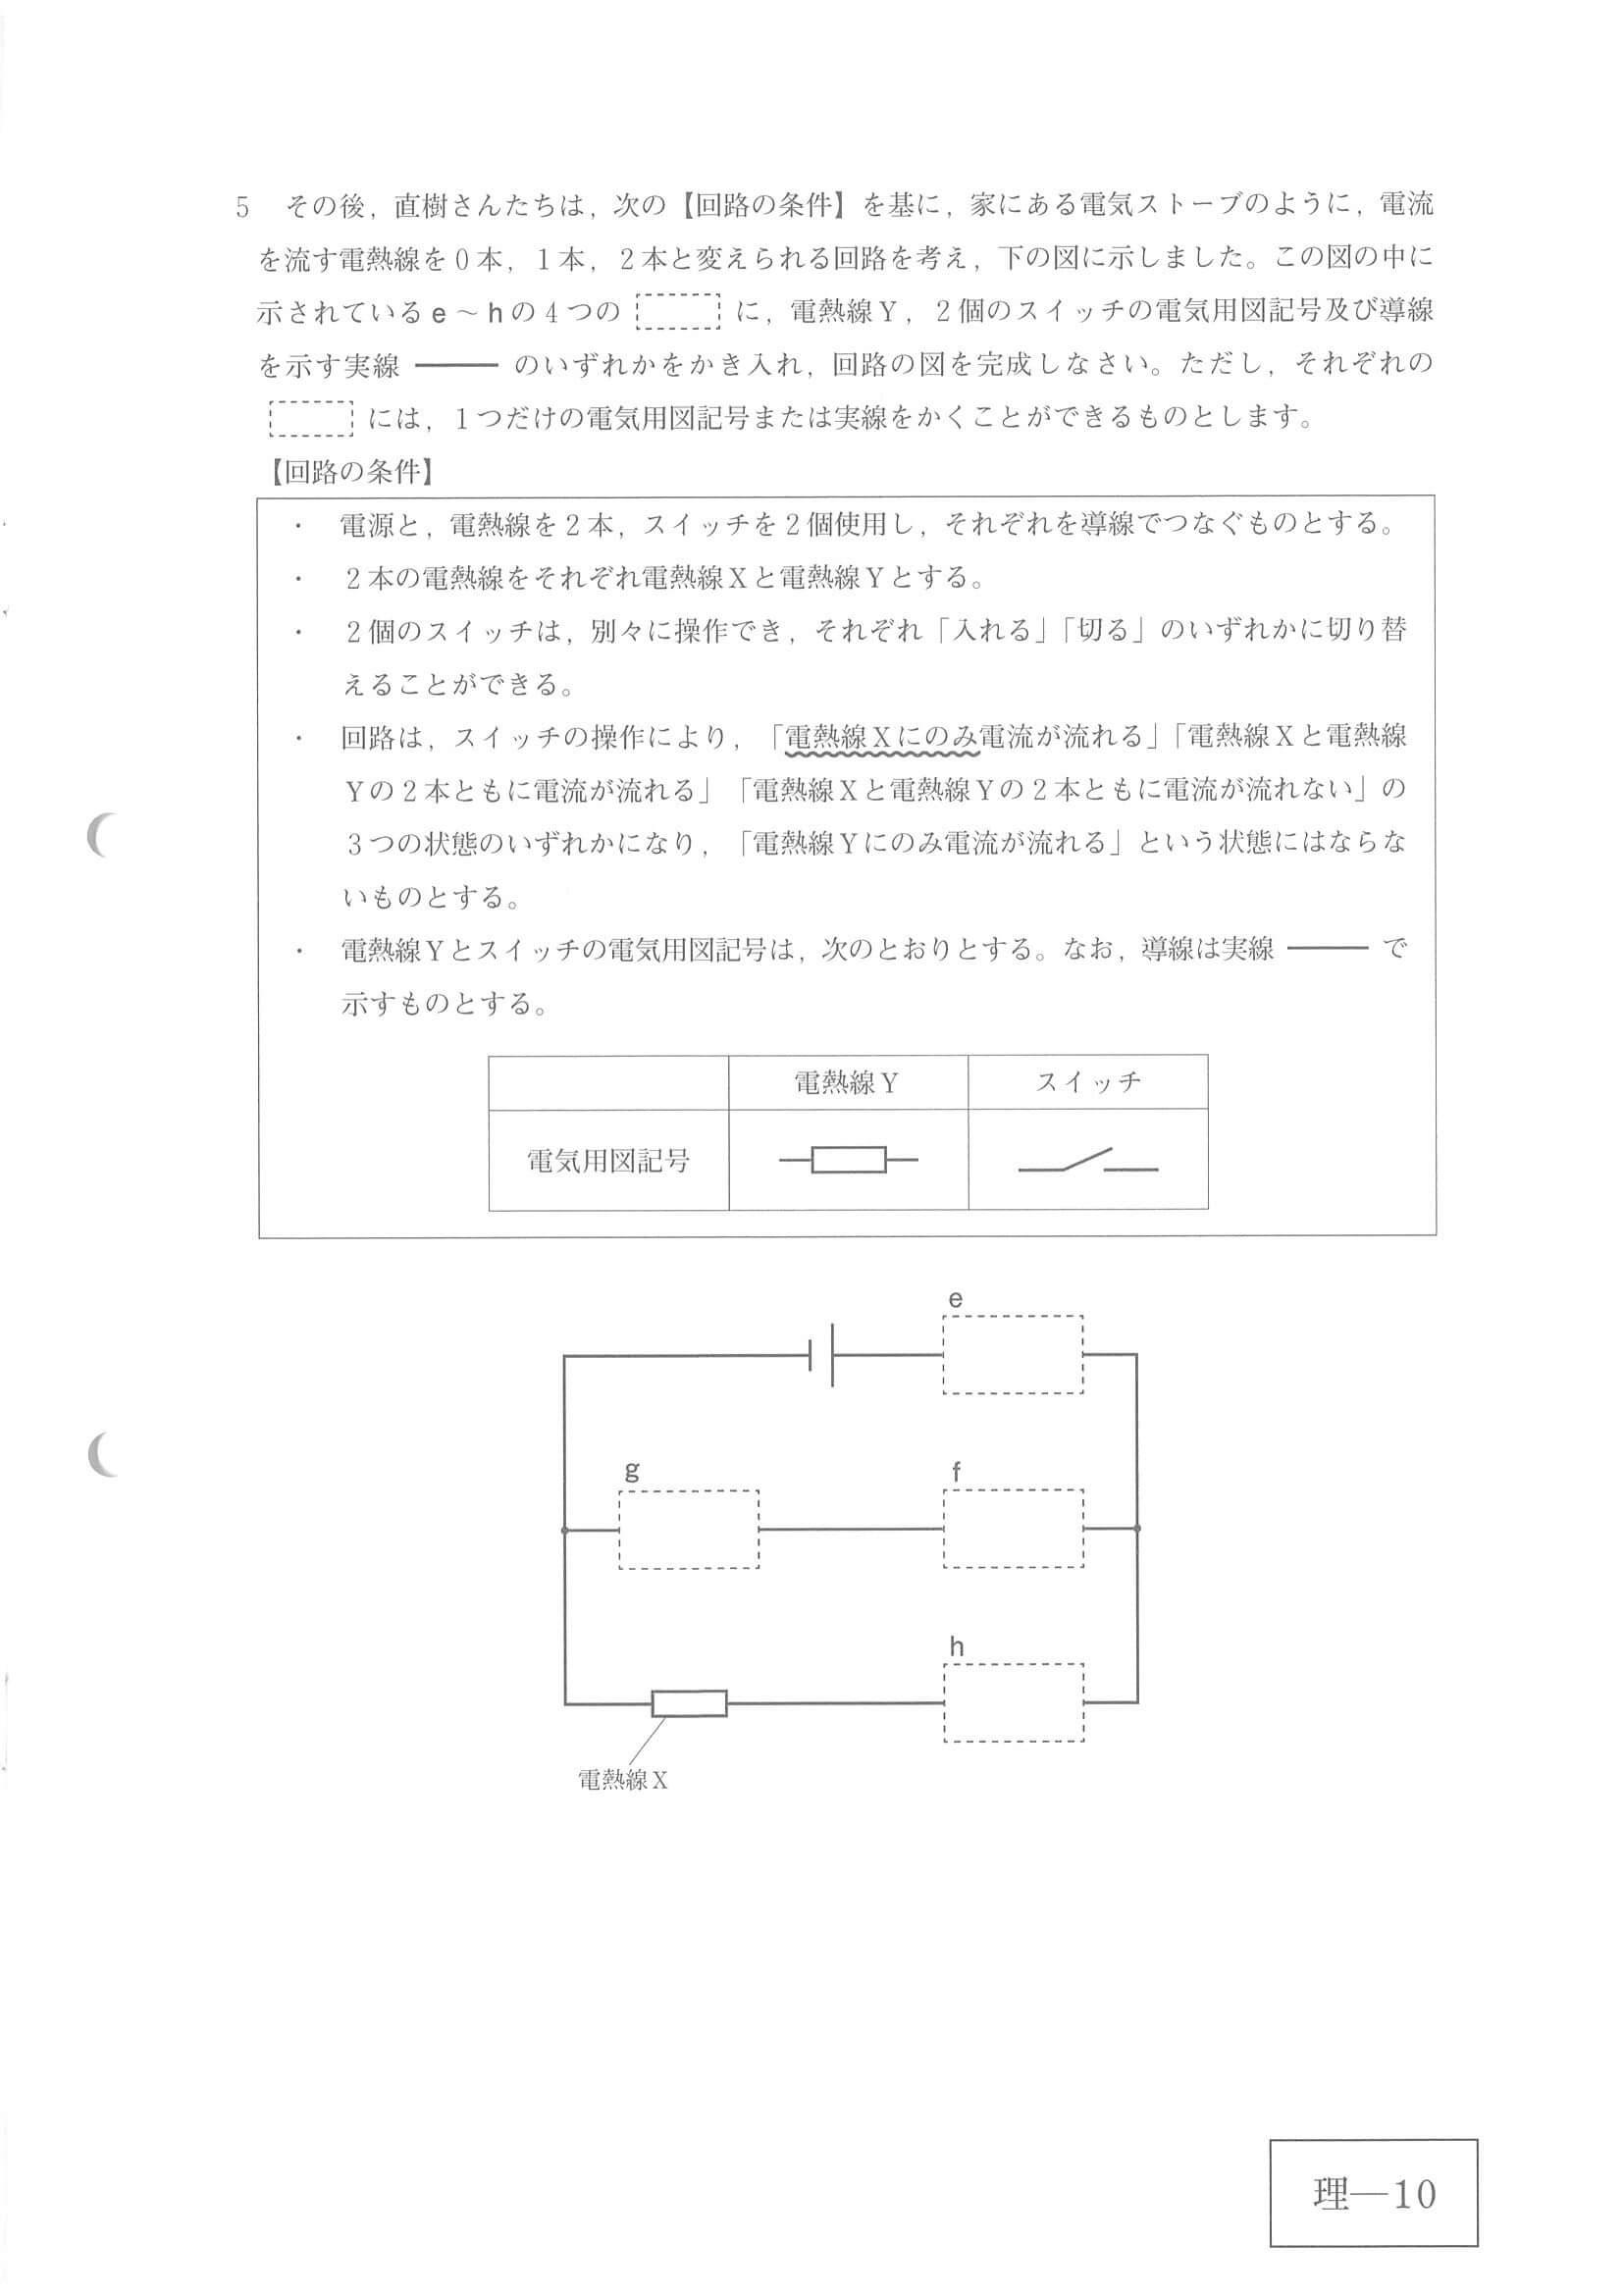 5　その後，直樹さんたちは，次の【回路の条件】を基に，家にある電気ストーブのように，電流
を流す電熱線を0本，1本，2本と変えられる回路を考え，下の図に示しました。この図の中に
示されているe～hの4つの　　　に，電熱線Y，2個のスイッチの電気用図記号及び導線
を示す実線 ─── のいずれかをかき入れ，回路の図を完成しなさい。ただし，それぞれの
には，1つだけの電気用図記号または実線をかくことができるものとします。
【回路の条件】
・　電源と，電熱線を2本，スイッチを2個使用し，それぞれを導線でつなぐものとする。
・　2本の電熱線をそれぞれ電熱線Xと電熱線Yとする。
・　2個のスイッチは，別々に操作でき，それぞれ「入れる」「切る」のいずれかに切り替
えることができる。
・　回路は，スイッチの操作により，「電熱線Xにのみ電流が流れる」「電熱線Xと電熱線
Yの2本ともに電流が流れる」「電熱線Xと電熱線Yの2本ともに電流が流れない」の
3つの状態のいずれかになり，「電熱線Yにのみ電流が流れる」という状態にはならな
いものとする。
・　電熱線Yとスイッチの電気用図記号は，次のとおりとする。なお，導線は実線 ─── で
示すものとする。
電熱線Y　スイッチ
電気用図記号
e
g　f
h
電熱線X
理―10